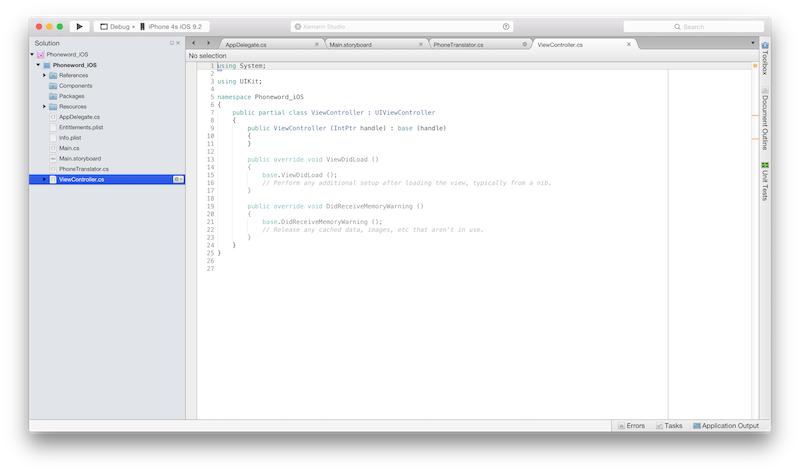 Debug
iPhone 4s iOS 9.2
Xamarin Studio
Search
Solution
AppDelegate.cs
Main.storyboard
PhoneTranslator.cs
ViewController.cs
No selection
Phoneword_iOS
Phoneword_iOS
References
Components
Packages
Resources
AppDelegate.cs
Entitlements.plist
Info.plist
Main.cs
Main.storyboard
PhoneTranslator.cs
ViewController.cs
1 using System;
2
3 using UIKit;
4
5 namespace Phoneword_iOS
6 {
7 public partial class ViewController : UIViewController
8 {
9 public ViewController (IntPtr handle) : base (handle)
10 {
11 }
12
13 public override void ViewDidLoad ()
14 {
15 base.ViewDidLoad ();
16 // Perform any additional setup after loading the view, typically from a nib.
17 }
18
19 public override void DidReceiveMemoryWarning ()
20 {
21 base.DidReceiveMemoryWarning ();
22 // Release any cached data, images, etc that aren't in use.
23 }
24 }
25 }
26
27
Toolbox
Document Outline
Unit Tests
Errors
Tasks
Application Output